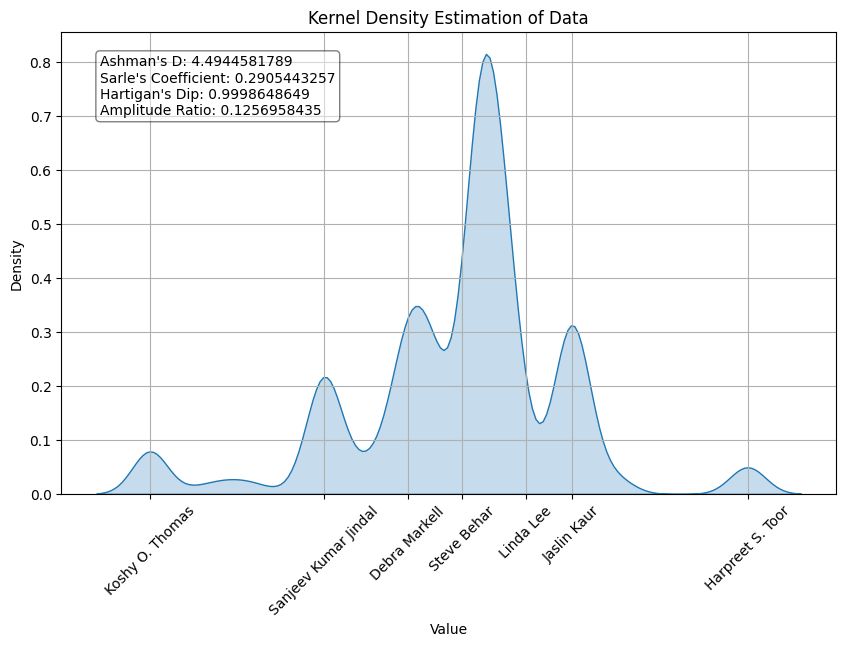 Kernel Density Estimation of Data
Ashman's D: 4.4944581789
Sarle's Coefficient: 0.2905443257
Hartigan's Dip: 0.9998648649
Amplitude Ratio: 0.1256958435
Density
0.8
0.7
0.6
0.5
0.4
0.3
0.2
0.1
0.0
Koshy O. Thomas
Sanjeev Kumar Jindal
Debra Markell
Steve Behar
Linda Lee
Jaslin Kaur
Harpreet S. Toor
Value